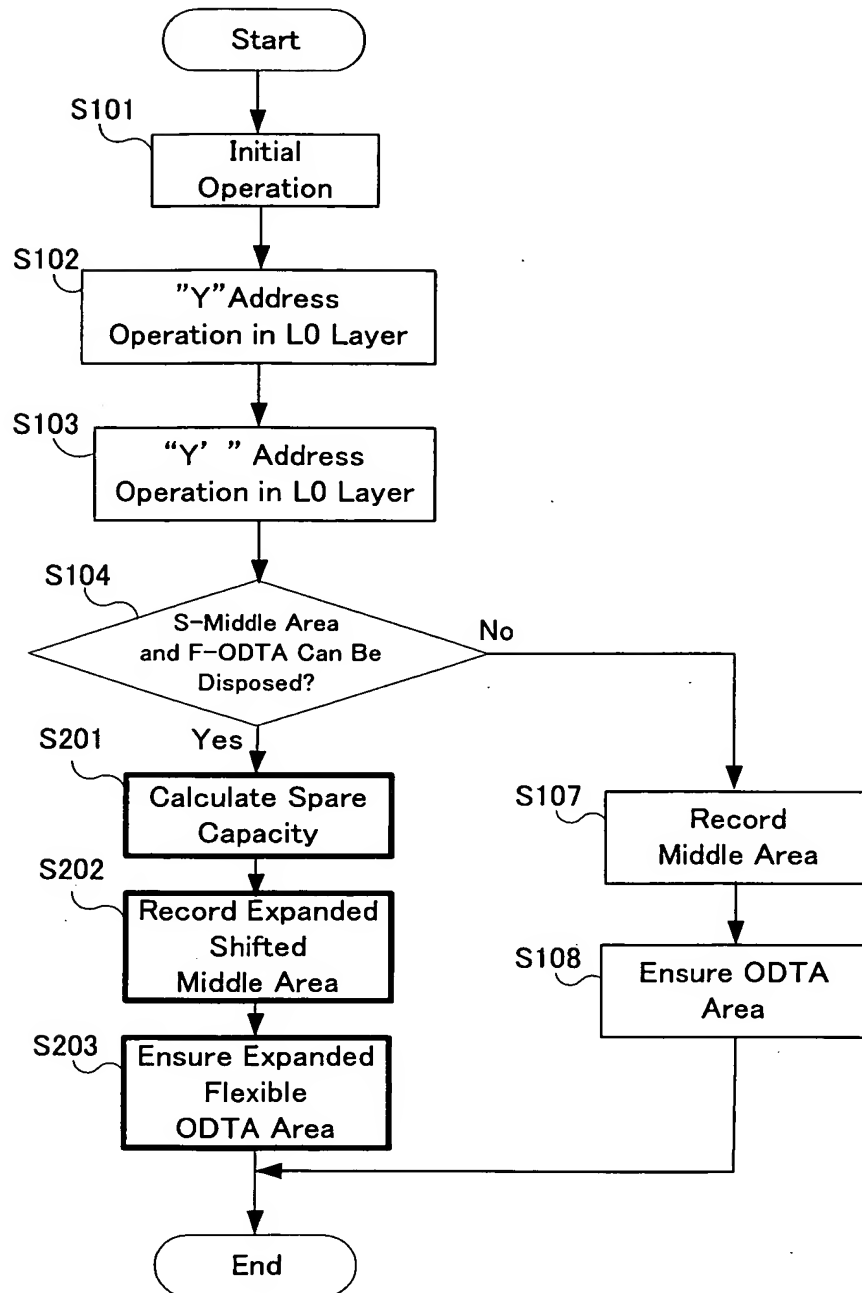 Start
S101
Initial
Operation
S102
"Y" Address
Operation in L0 Layer
S103
“Y’ ” Address
Operation in L0 Layer
S104
S-Middle Area
and F-ODTA Can Be
Disposed?
No
Yes
S201
Calculate Spare
Capacity
S202
Record Expanded
Shifted
Middle Area
S203
Ensure Expanded
Flexible
ODTA Area
S107
Record
Middle Area
S108
Ensure ODTA
Area
End